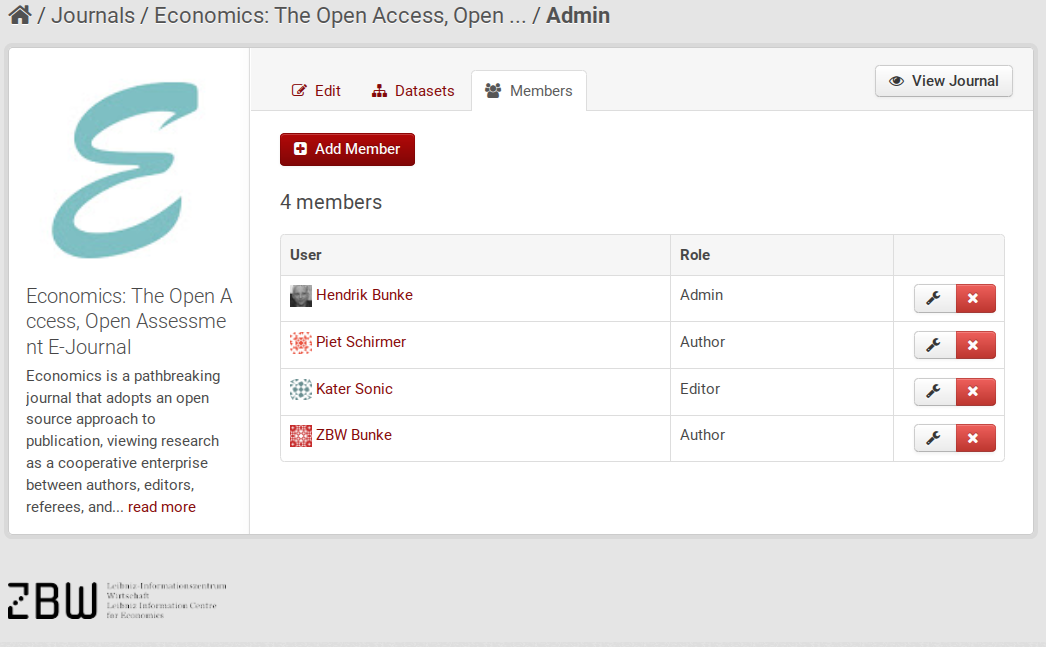 / Journals / Economics: The Open Access, Open ... / Admin
Edit
Datasets
Members
View Journal
Add Member
4 members
User Role
Hendrik Bunke Admin
Piet Schirmer Author
Kater Sonic Editor
ZBW Bunke Author
Economics: The Open A
ccess, Open Assessme
nt E-Journal
Economics is a pathbreaking
journal that adopts an open
source approach to
publication, viewing research
as a cooperative enterprise
between authors, editors,
referees, and... read more
ZBW
Leibniz-Informationszentrum
Wirtschaft
Leibniz Information Centre
for Economics